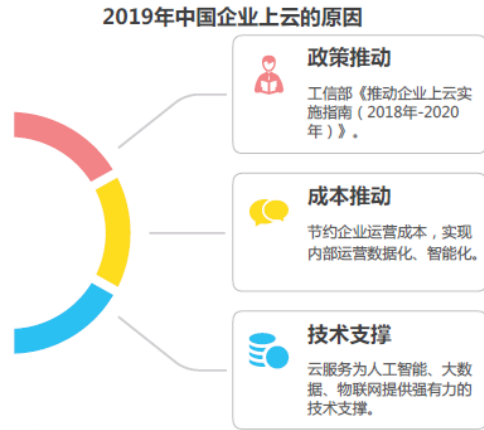 2019年中国企业上云的原因
政策推动
工信部《推动企业上云实
施指南（2018年-2020
年）》。
成本推动
节约企业运营成本，实现
内部运营数据化、智能化。
技术支撑
云服务为人工智能、大数
据、物联网提供强有力的
技术支撑。